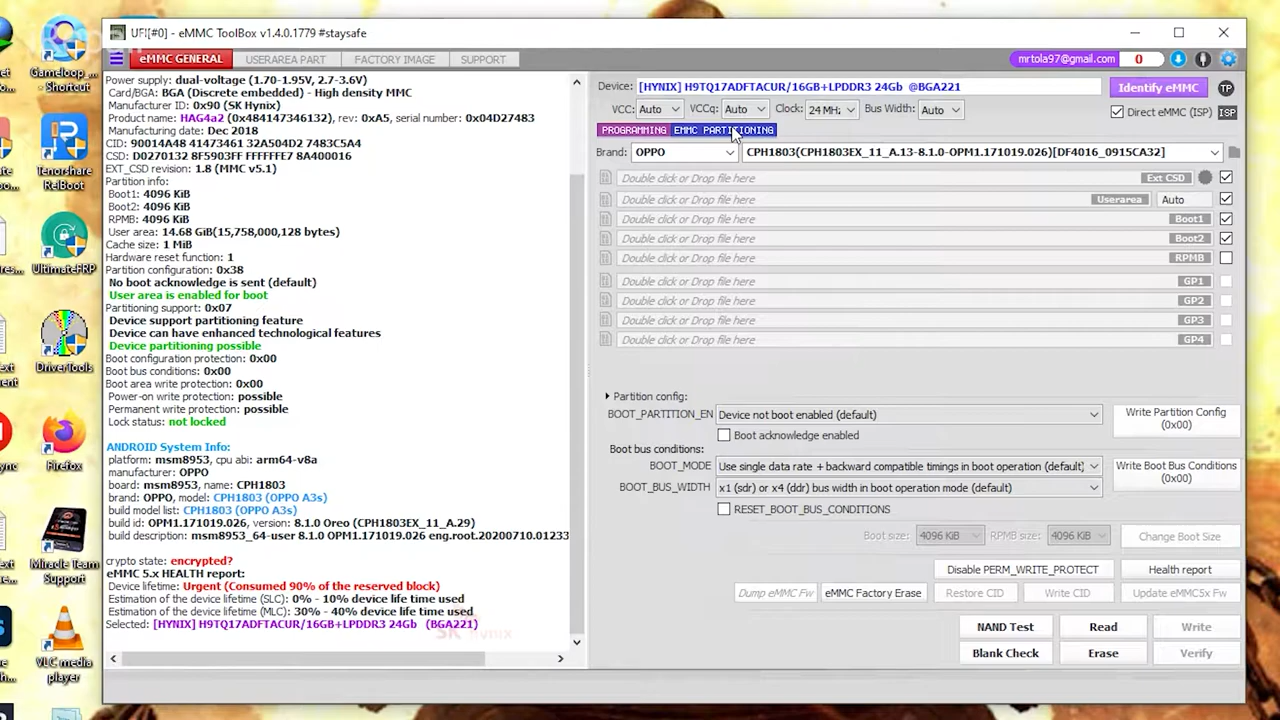 UFI[#0] - eMMC ToolBox v1.4.0.1779 #staysafe
eMMC GENERAL USERAREA PART FACTORY IMAGE SUPPORT
mrtola97@gmail.com 0
Power supply: dual-voltage (1.70-1.95V, 2.7-3.6V)
Card/BGA: BGA (Discrete embedded) - High density MMC
Manufacturer ID: 0x90 (SK Hynix)
Product name: HAG4a2 (0x484147346132), rev: 0xA5, serial number: 0x04D27483
Manufacturing date: Dec 2018
CID: 90014A48 41473461 32A504D2 7483C5A4
CSD: D0270132 8F5903FF FFFFFFE7 8A400016
EXT_CSD revision: 1.8 (MMC v5.1)
Partition info:
Boot1: 4096 KiB
Boot2: 4096 KiB
RPMB: 4096 KiB
User area: 14.68 GiB(15,758,000,128 bytes)
Cache size: 1 MiB
Hardware reset function: 1
Partition configuration: 0x38
No boot acknowledge is sent (default)
User area is enabled for boot
Partitioning support: 0x07
Device support partitioning feature
Device can have enhanced technological features
Device partitioning possible
Boot configuration protection: 0x00
Boot bus conditions: 0x00
Boot area write protection: 0x00
Power-on write protection: possible
Permanent write protection: possible
Lock status: not locked
ANDROID System Info:
platform: msm8953, cpu abi: arm64-v8a
manufacturer: OPPO
board: msm8953, name: CPH1803
brand: OPPO, model: CPH1803 (OPPO A3s)
build model list: CPH1803 (OPPO A3s)
build id: OPM1.171019.026, version: 8.1.0 Oreo (CPH1803EX_11_A.29)
build description: msm8953_64-user 8.1.0 OPM1.171019.026 eng.root.20200710.01233
crypto state: encrypted?
eMMC 5.x HEALTH report:
Device lifetime: Urgent (Consumed 90% of the reserved block)
Estimation of the device lifetime (SLC): 0% - 10% device life time used
Estimation of the device lifetime (MLC): 30% - 40% device life time used
Selected: [HYNIX] H9TQ17ADFTACUR/16GB+LPDDR3 24Gb (BGA221)
SK hynix
Device: [HYNIX] H9TQ17ADFTACUR/16GB+LPDDR3 24Gb @BGA221 Identify eMMC TP
VCC: Auto VCCq: Auto Clock: 24 MHz Bus Width: Auto Direct eMMC (ISP) ISP
PROGRAMMING EMMC PARTITIONING
Brand: OPPO CPH1803(CPH1803EX_11_A.13-8.1.0-OPM1.171019.026)[DF4016_0915CA32]
Double click or Drop file here Ext CSD
Double click or Drop file here Userarea Auto
Double click or Drop file here Boot1
Double click or Drop file here Boot2
Double click or Drop file here RPMB
Double click or Drop file here GP1
Double click or Drop file here GP2
Double click or Drop file here GP3
Double click or Drop file here GP4
Partition config:
BOOT_PARTITION_EN Device not boot enabled (default) Write Partition Config
(0x00)
Boot acknowledge enabled
Boot bus conditions:
BOOT_MODE Use single data rate + backward compatible timings in boot operation (default) Write Boot Bus Conditions
(0x00)
BOOT_BUS_WIDTH x1 (sdr) or x4 (ddr) bus width in boot operation mode (default)
RESET_BOOT_BUS_CONDITIONS
Boot size: 4096 KiB RPMB size: 4096 KiB Change Boot Size
Disable PERM_WRITE_PROTECT Health report
Dump eMMC Fw eMMC Factory Erase Restore CID Write CID Update eMMC5x Fw
NAND Test Read Write
Blank Check Erase Verify
Gameloop_...
- Shortcut
Tenorshare
ReiBoot
UltimateFRP
DriverTools
Firefox
Miracle Team
Support
VLC media
player